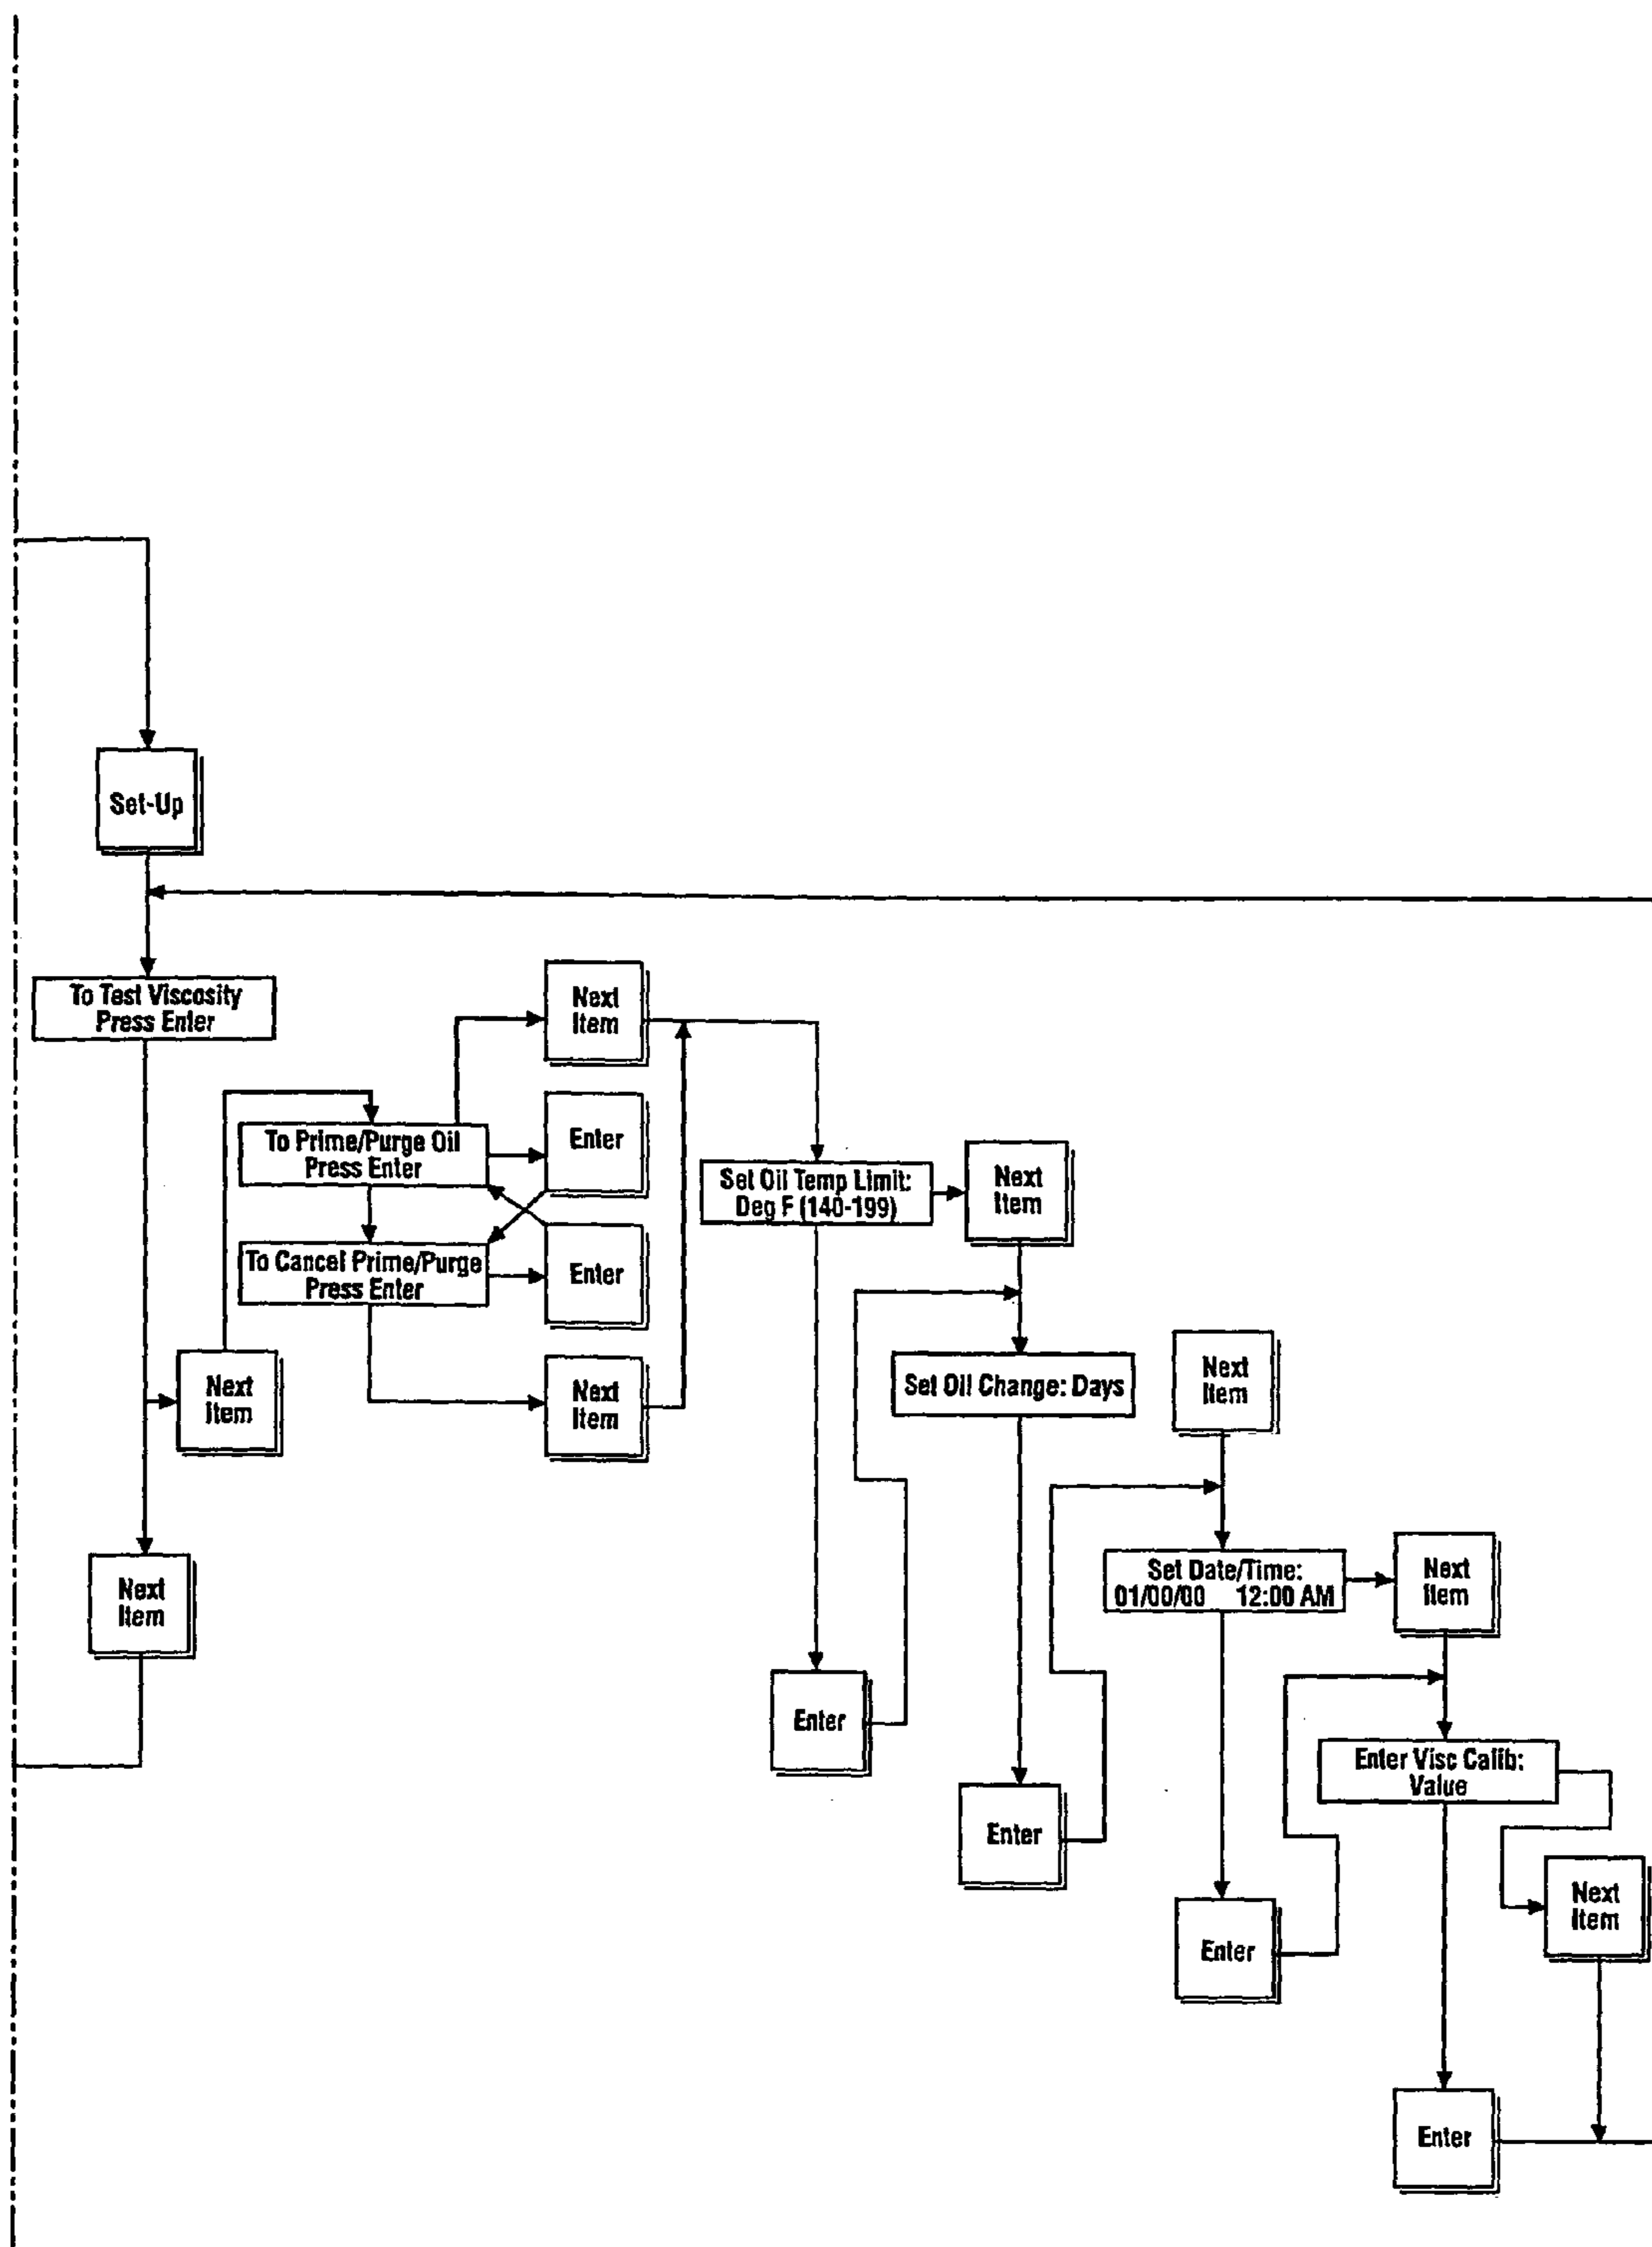 Set-Up
To Test Viscosity
Press Enter
Next
Item
To Prime/Purge Oil
Press Enter
Enter
To Cancel Prime/Purge
Press Enter
Enter
Next
Item
Next
Item
Next
Item
Set Oil Temp Limit:
Deg F (140-199)
Next
Item
Set Oil Change: Days
Next
Item
Set Date/Time:
01/00/00 12:00 AM
Next
Item
Enter
Enter
Enter Visc Calib:
Value
Next
Item
Enter
Enter